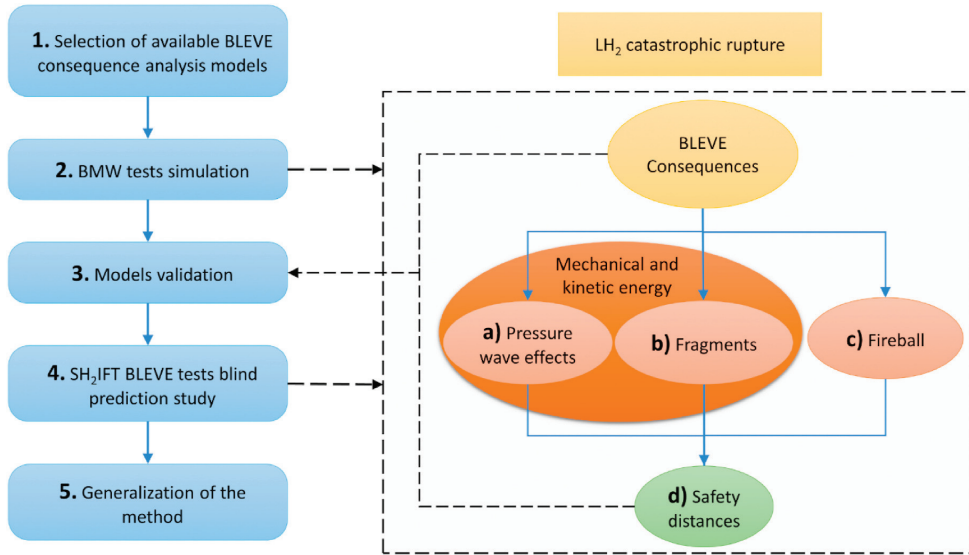 1. Selection of available BLEVE
consequence analysis models
2. BMW tests simulation
3. Models validation
4. SH₂IFT BLEVE tests blind
prediction study
5. Generalization of the
method
LH₂ catastrophic rupture
BLEVE
Consequences
Mechanical and
kinetic energy
a) Pressure
wave effects
b) Fragments
c) Fireball
d) Safety
distances